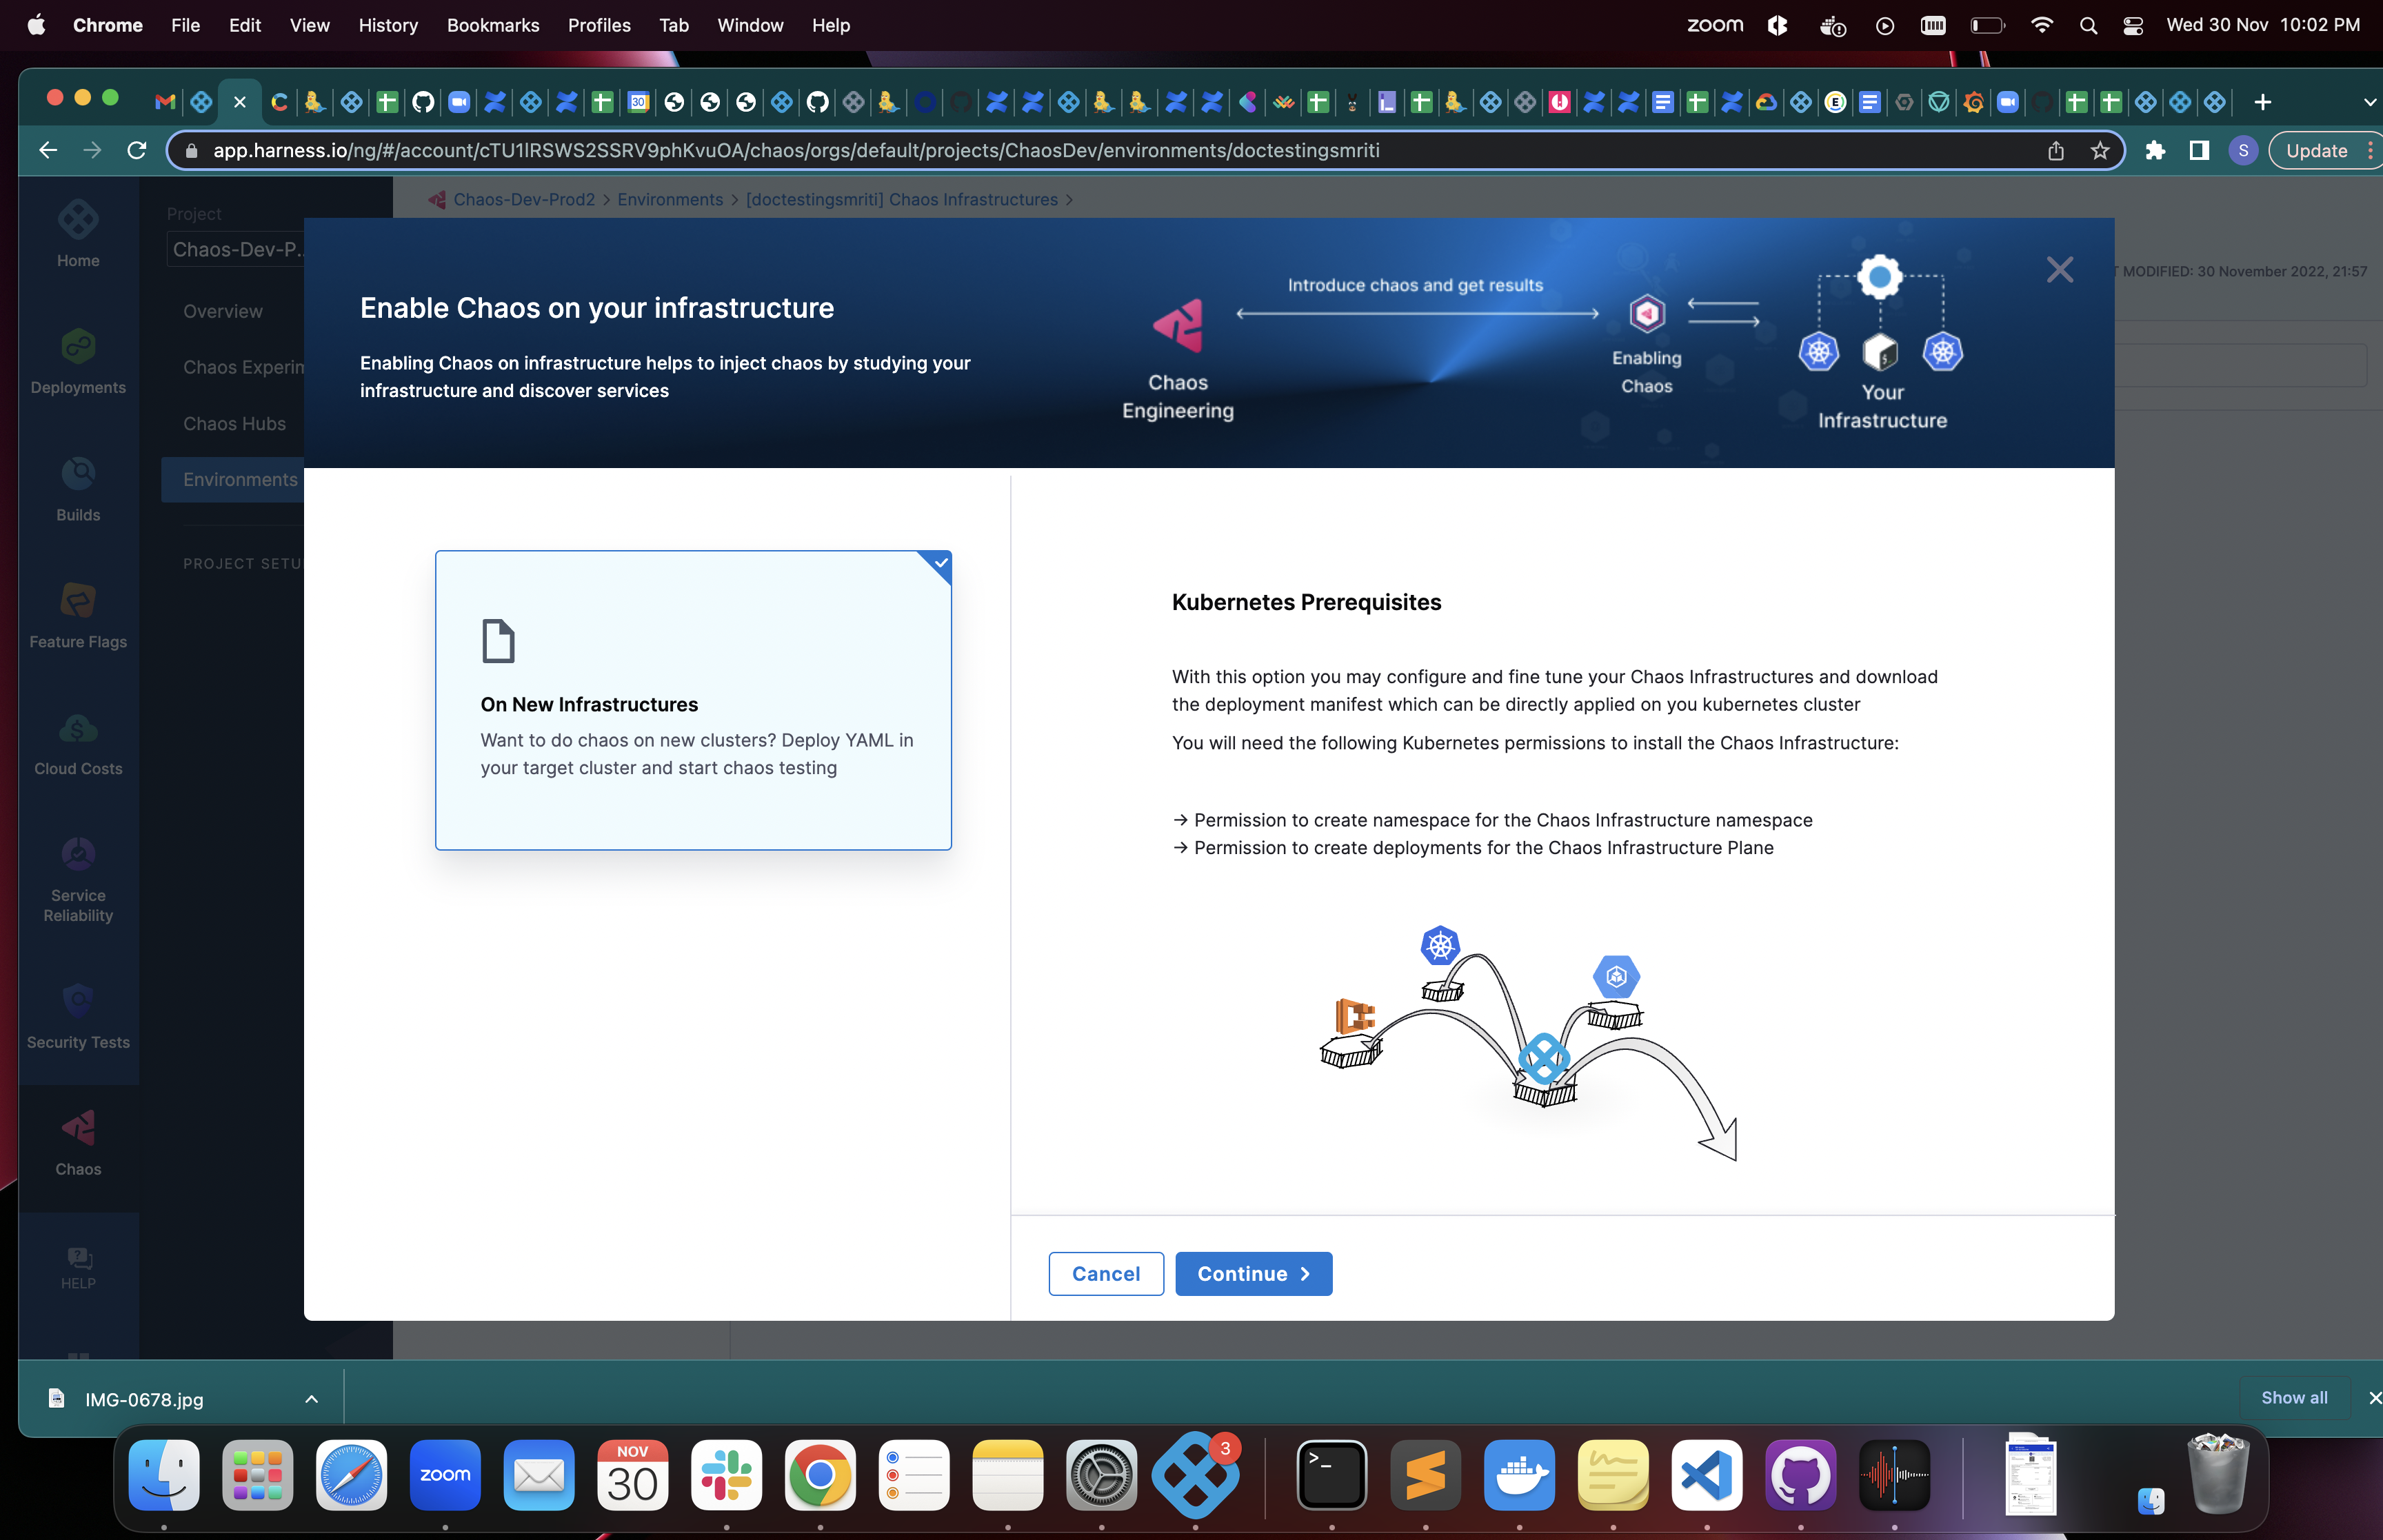 Chrome File Edit View History Bookmarks Profiles Tab Window Help
zoom Wed 30 Nov 10:02 PM
app.harness.io/ng/#/account/cTU1lRSWS2SSRV9phKvuOA/chaos/orgs/default/projects/ChaosDev/environments/doctestingsmriti
S
Update
Home
Deployments
Builds
Feature Flags
Cloud Costs
Service
Reliability
Security Tests
Chaos
HELP
Project
Chaos-Dev-P...
Overview
Chaos Experim
Chaos Hubs
Environments
PROJECT SETU
Chaos-Dev-Prod2 > Environments > [doctestingsmriti] Chaos Infrastructures >
T MODIFIED: 30 November 2022, 21:57
Enable Chaos on your infrastructure
Enabling Chaos on infrastructure helps to inject chaos by studying your
infrastructure and discover services
Introduce chaos and get results
Chaos
Engineering
Enabling
Chaos
Your
Infrastructure
On New Infrastructures
Want to do chaos on new clusters? Deploy YAML in
your target cluster and start chaos testing
Kubernetes Prerequisites
With this option you may configure and fine tune your Chaos Infrastructures and download
the deployment manifest which can be directly applied on you kubernetes cluster
You will need the following Kubernetes permissions to install the Chaos Infrastructure:
→ Permission to create namespace for the Chaos Infrastructure namespace
→ Permission to create deployments for the Chaos Infrastructure Plane
Cancel
Continue >
IMG-0678.jpg
Show all
zoom
NOV
30
3